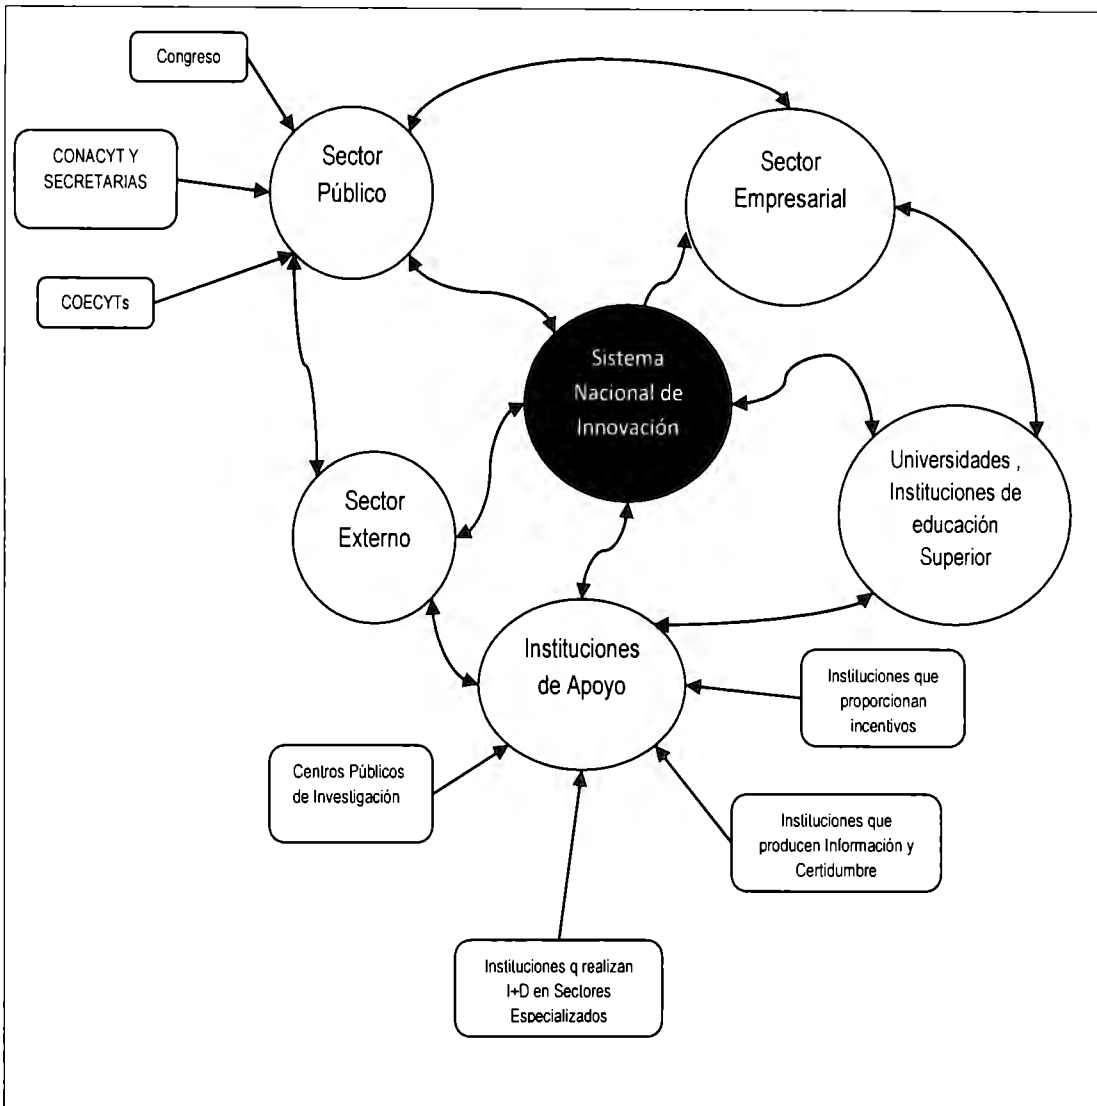 Congreso
CONACYT Y
SECRETARIAS
COECYTs
Sector
Público
Sector
Empresarial
Sistema
Nacional de
Innovación
Universidades ,
Instituciones de
educación
Superior
Sector
Externo
Instituciones
de Apoyo
Instituciones que
proporcionan
incentivos
Centros Públicos
de Investigación
Instituciones que
producen Información y
Certidumbre
Instituciones q realizan
I+D en Sectores
Especializados